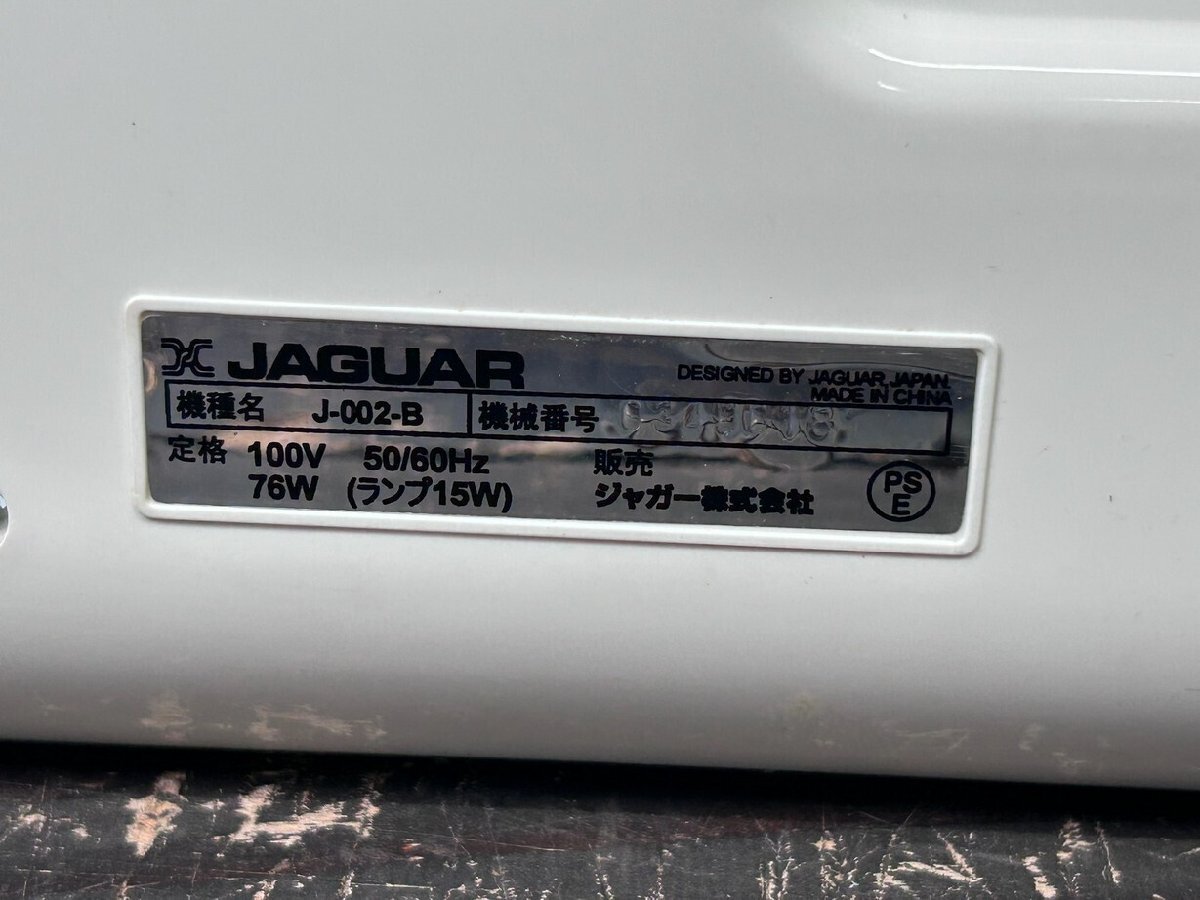 JAGUAR
DESIGNED BY JAGUAR, JAPAN.
MADE IN CHINA
機種名 J-002-B 機械番号
定格 100V 50/60Hz 販売
76W (ランプ15W) ジャガー株式会社
PS
E